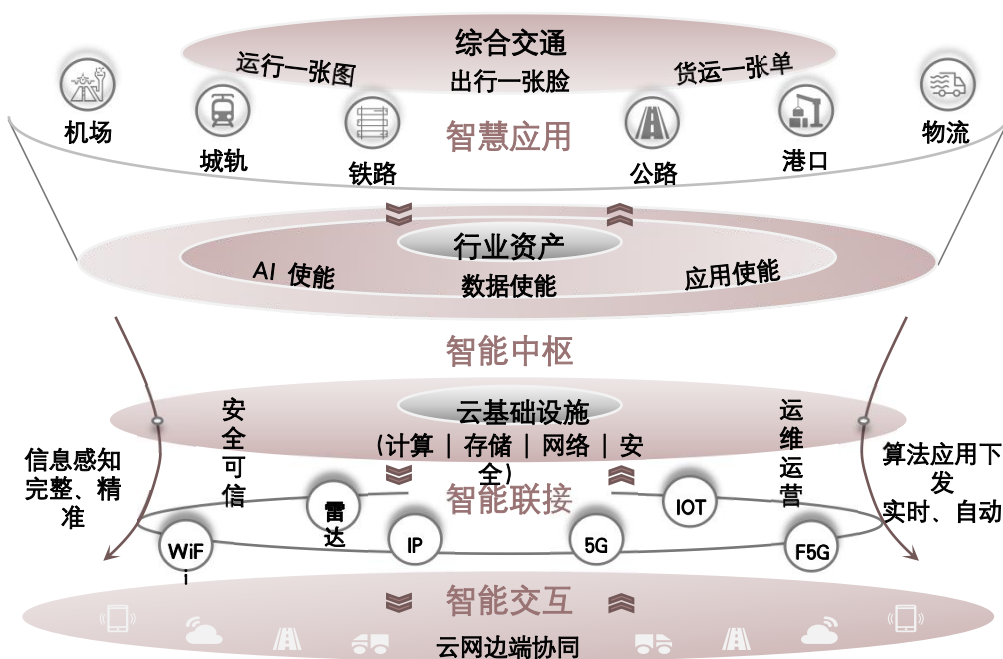 综合交通
运行一张图
出行一张脸
货运一张单
机场
城轨
铁路
智慧应用
公路
港口
物流
行业资产
AI 使能
数据使能
应用使能
智能中枢
云基础设施
(计算 | 存储 | 网络 | 安
全)
安
全
可
信
运
维
运
营
信息感知
完整、精
准
算法应用下
发
实时、自动
智能联接
雷
达
IOT
WiF
i
IP
5G
F5G
智能交互
云网边端协同